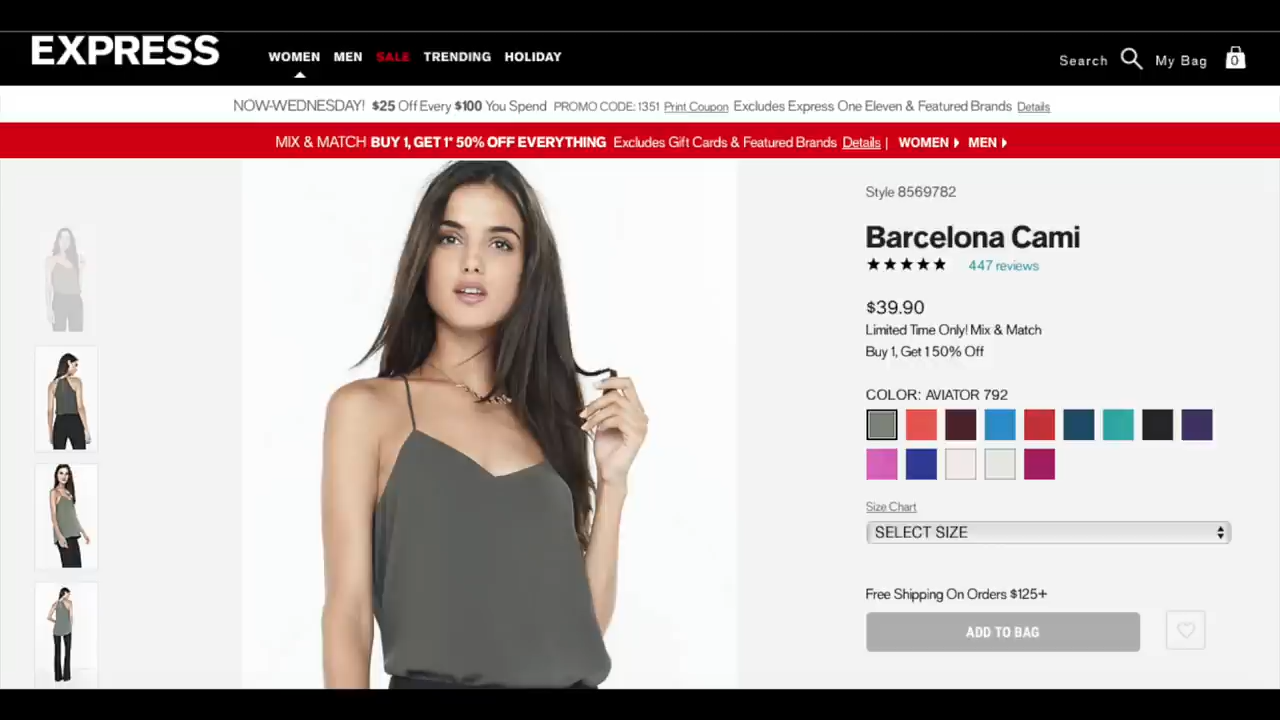 EXPRESS
WOMEN MEN SALE TRENDING HOLIDAY
Search My Bag 0
NOW-WEDNESDAY! $25 Off Every $100 You Spend PROMO CODE: 1351 Print Coupon Excludes Express One Eleven & Featured Brands Details
MIX & MATCH BUY 1, GET 1* 50% OFF EVERYTHING Excludes Gift Cards & Featured Brands Details | WOMEN MEN
Style 8569782
Barcelona Cami
447 reviews
$39.90
Limited Time Only! Mix & Match
Buy 1, Get 1 50% Off
COLOR: AVIATOR 792
Size Chart
SELECT SIZE
Free Shipping On Orders $125+
ADD TO BAG